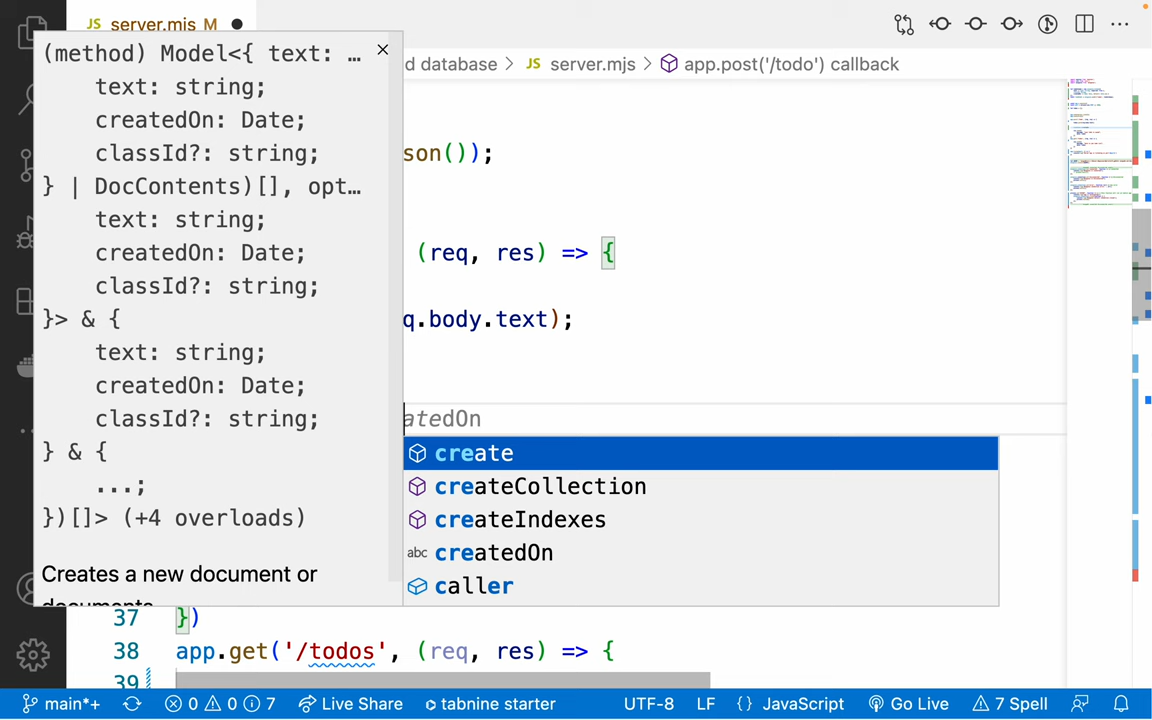 JS server.mjs M
(method) Model<{ text: …
text: string;
createdOn: Date;
classId?: string;
} | DocContents)[], opt…
text: string;
createdOn: Date;
classId?: string;
}> & {
text: string;
createdOn: Date;
classId?: string;
} & {
...;
})[]> (+4 overloads)
Creates a new document or
documents
d database > JS server.mjs > app.post('/todo') callback
son());
(req, res) => {
q.body.text);
atedOn
create
createCollection
createIndexes
abc createdOn
caller
37 })
38 app.get('/todos', (req, res) => {
39
main*+ 0 0 7 Live Share tabnine starter UTF-8 LF {} JavaScript Go Live 7 Spell